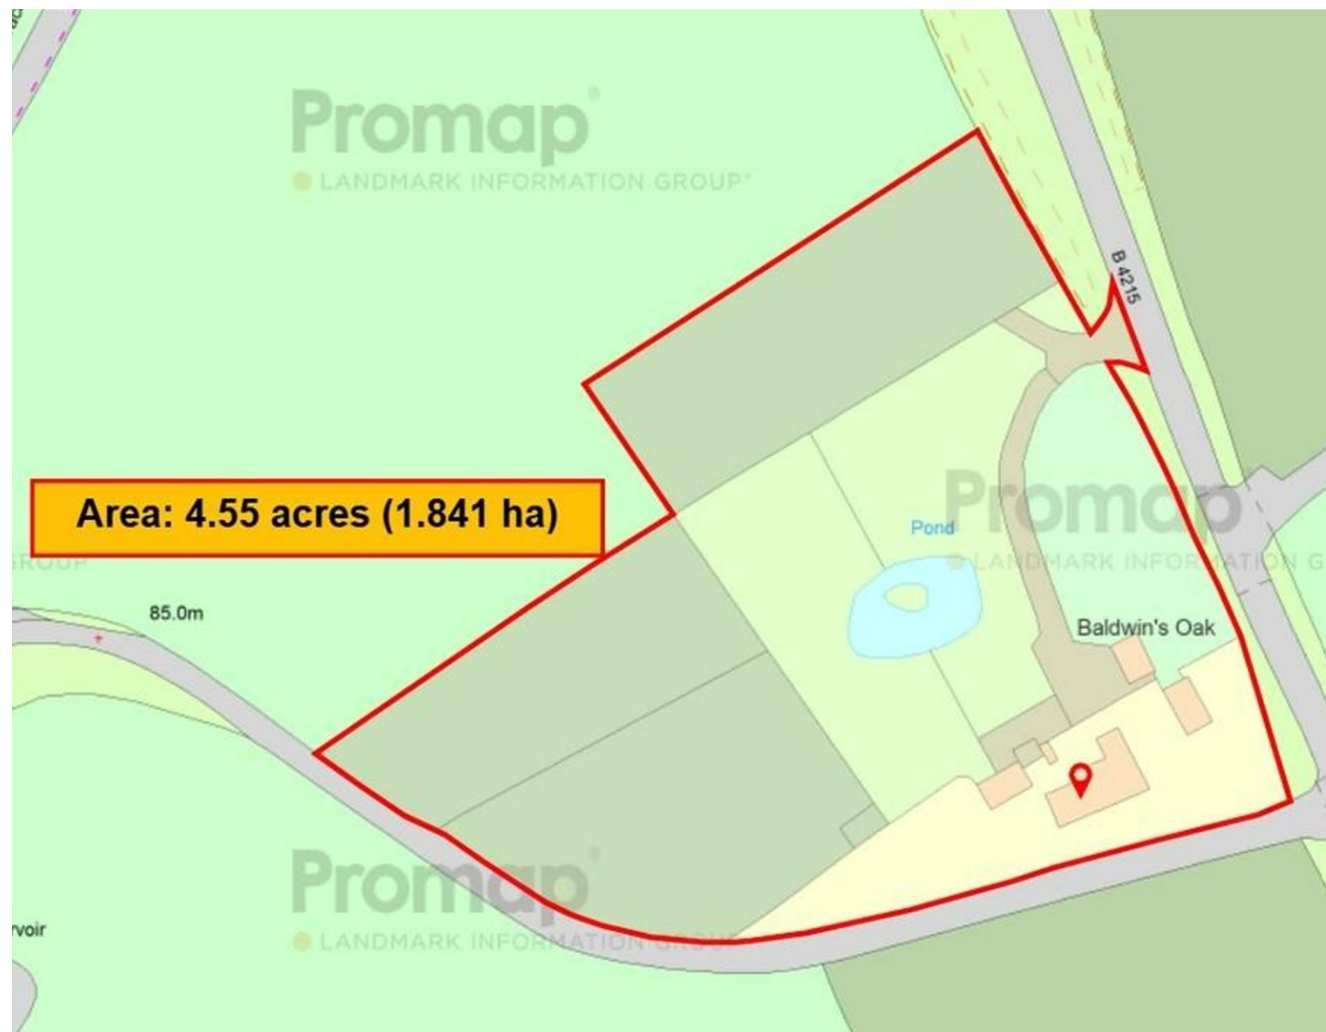 Promap
LANDMARK INFORMATION GROUP
B 4215
Area: 4.55 acres (1.841 ha)
Promap
LANDMARK INFORMATION G
Pond
GROUP
85.0m
Baldwin's Oak
Promap
LANDMARK INFORMATION GROUP
rvoir